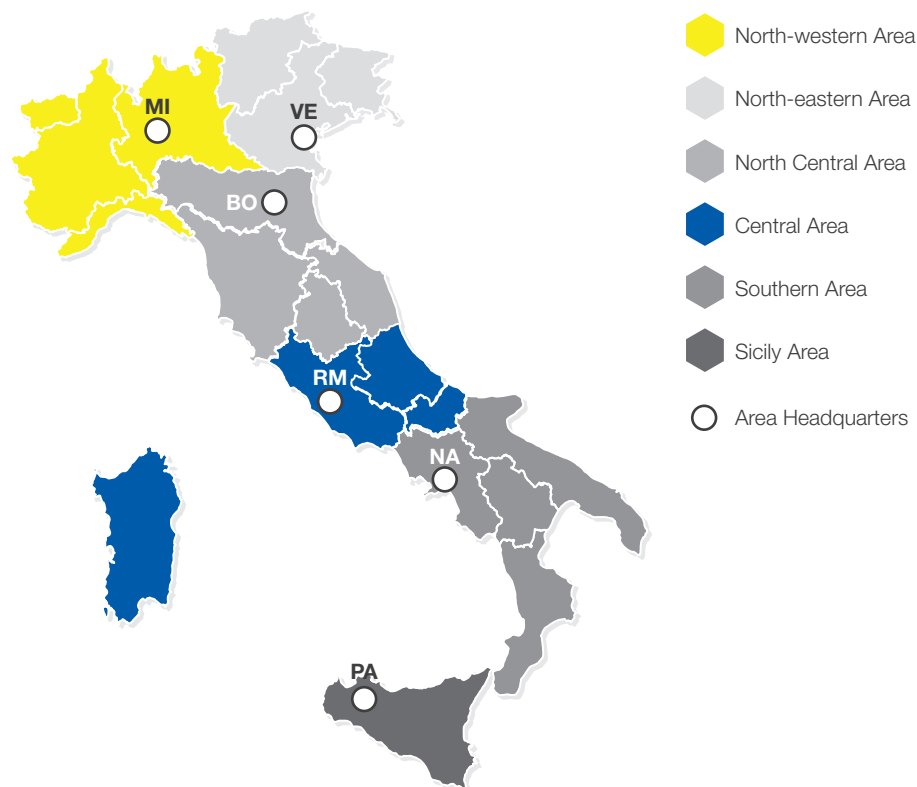 MI
VE
BO
RM
NA
PA
North-western Area
North-eastern Area
North Central Area
Central Area
Southern Area
Sicily Area
Area Headquarters